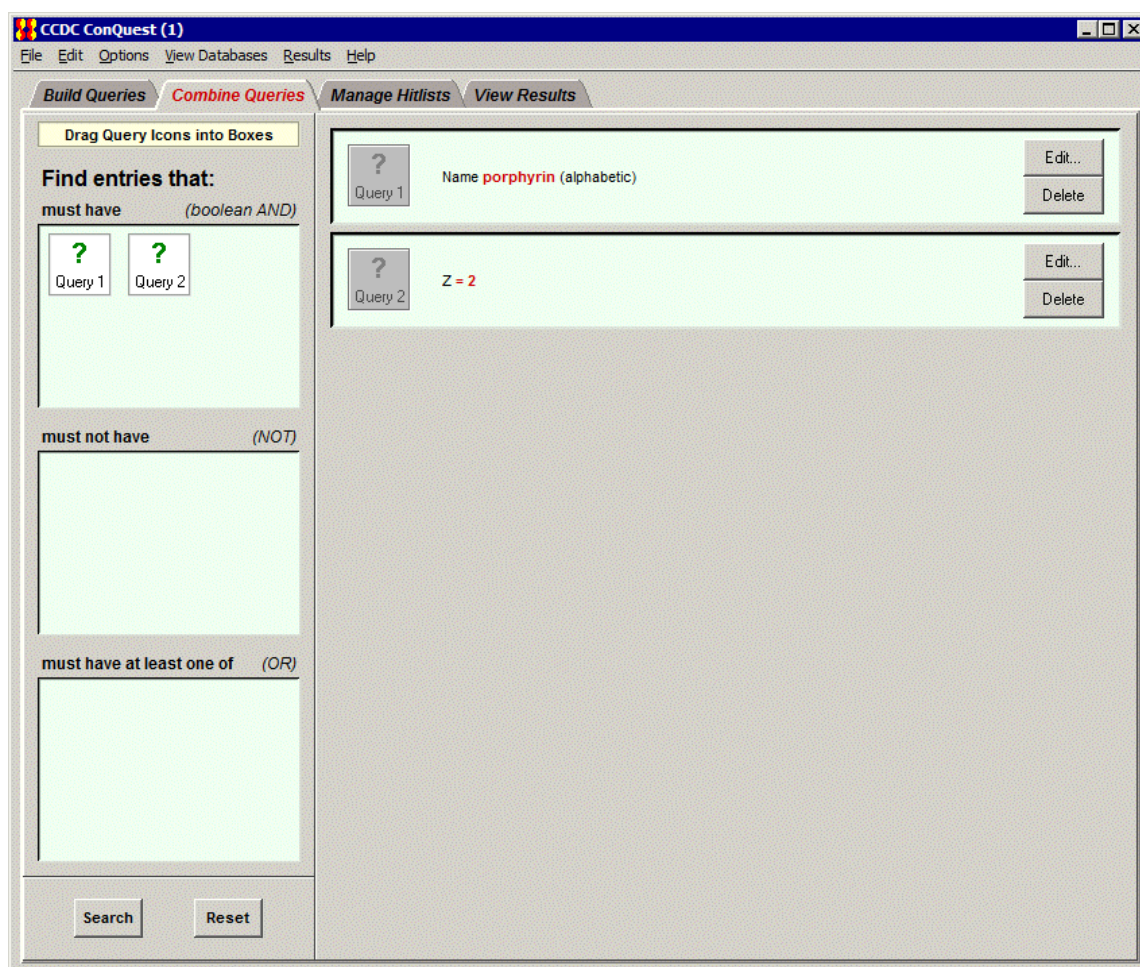 CCDC ConQuest (1)
File Edit Options View Databases Results Help
Build Queries Combine Queries Manage Hitlists View Results
Drag Query Icons into Boxes
Find entries that:
must have (boolean AND)
? ?
Query 1 Query 2
must not have (NOT)
must have at least one of (OR)
Search Reset
?
Query 1
Name porphyrin (alphabetic)
Edit...
Delete
?
Query 2
Z = 2
Edit...
Delete